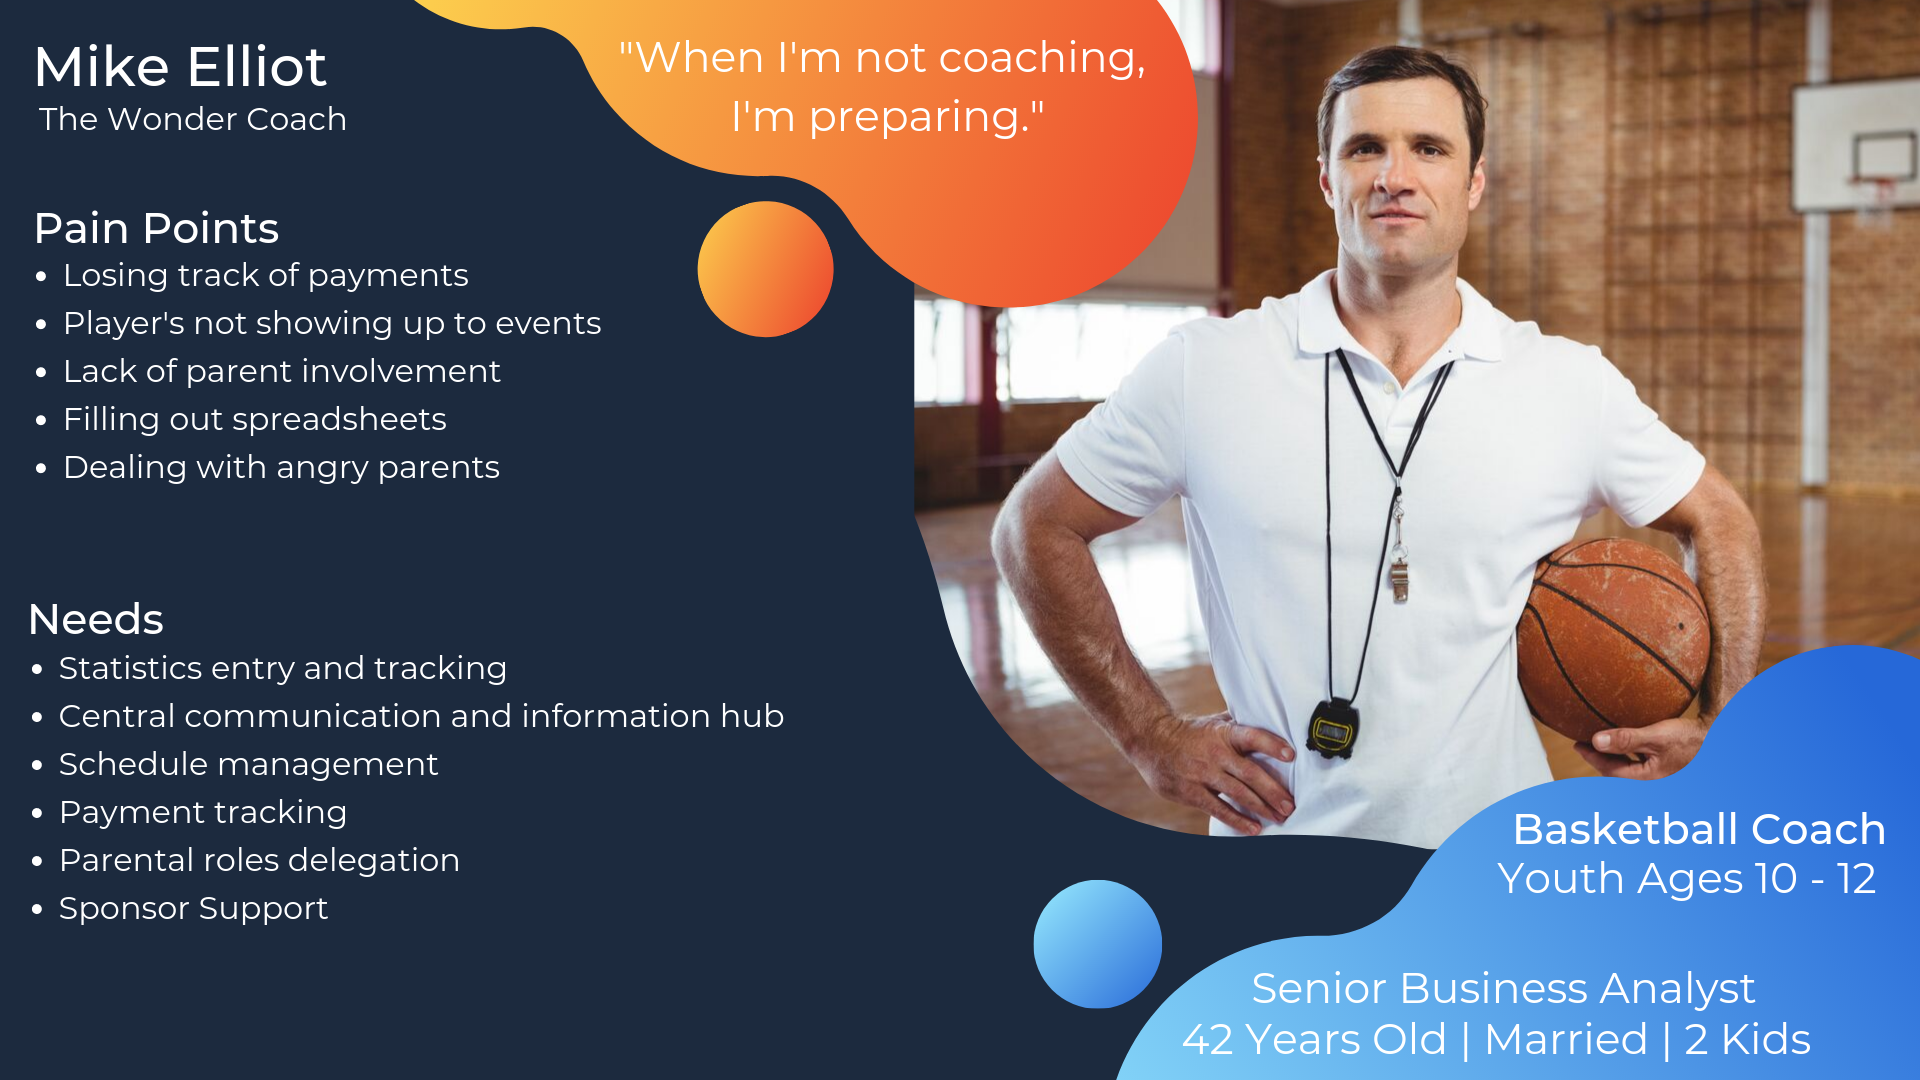 Mike Elliot
The Wonder Coach
"When I'm not coaching,
I'm preparing."
Pain Points
• Losing track of payments
• Player's not showing up to events
• Lack of parent involvement
• Filling out spreadsheets
• Dealing with angry parents
Needs
• Statistics entry and tracking
• Central communication and information hub
• Schedule management
• Payment tracking
• Parental roles delegation
• Sponsor Support
Basketball Coach
Youth Ages 10 - 12
Senior Business Analyst
42 Years Old | Married | 2 Kids